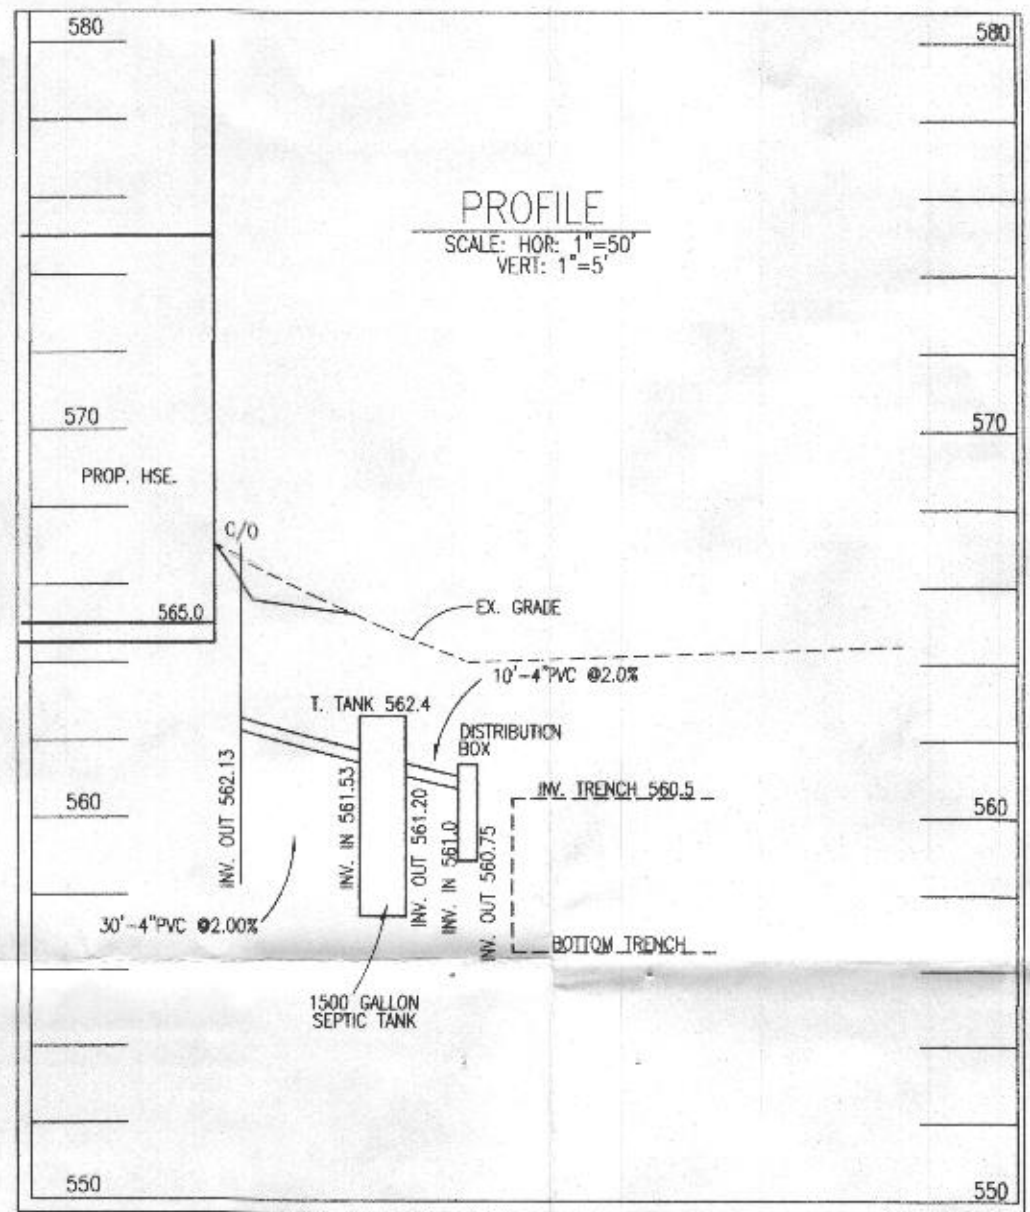 580
580
PROFILE
SCALE: HOR: 1"=50'
VERT: 1"=5'
570
570
PROP. HSE.
C/O
565.0
EX. GRADE
10'-4"PVC @2.0%
T. TANK 562.4
DISTRIBUTION
BOX
INV. OUT 562.13
INV. IN 561.53
INV. OUT 561.20
INV. IN 561.0
INV. OUT 560.75
INV. TRENCH 560.5
560
560
30'-4"PVC @2.00%
BOTTOM TRENCH
1500 GALLON
SEPTIC TANK
550
550